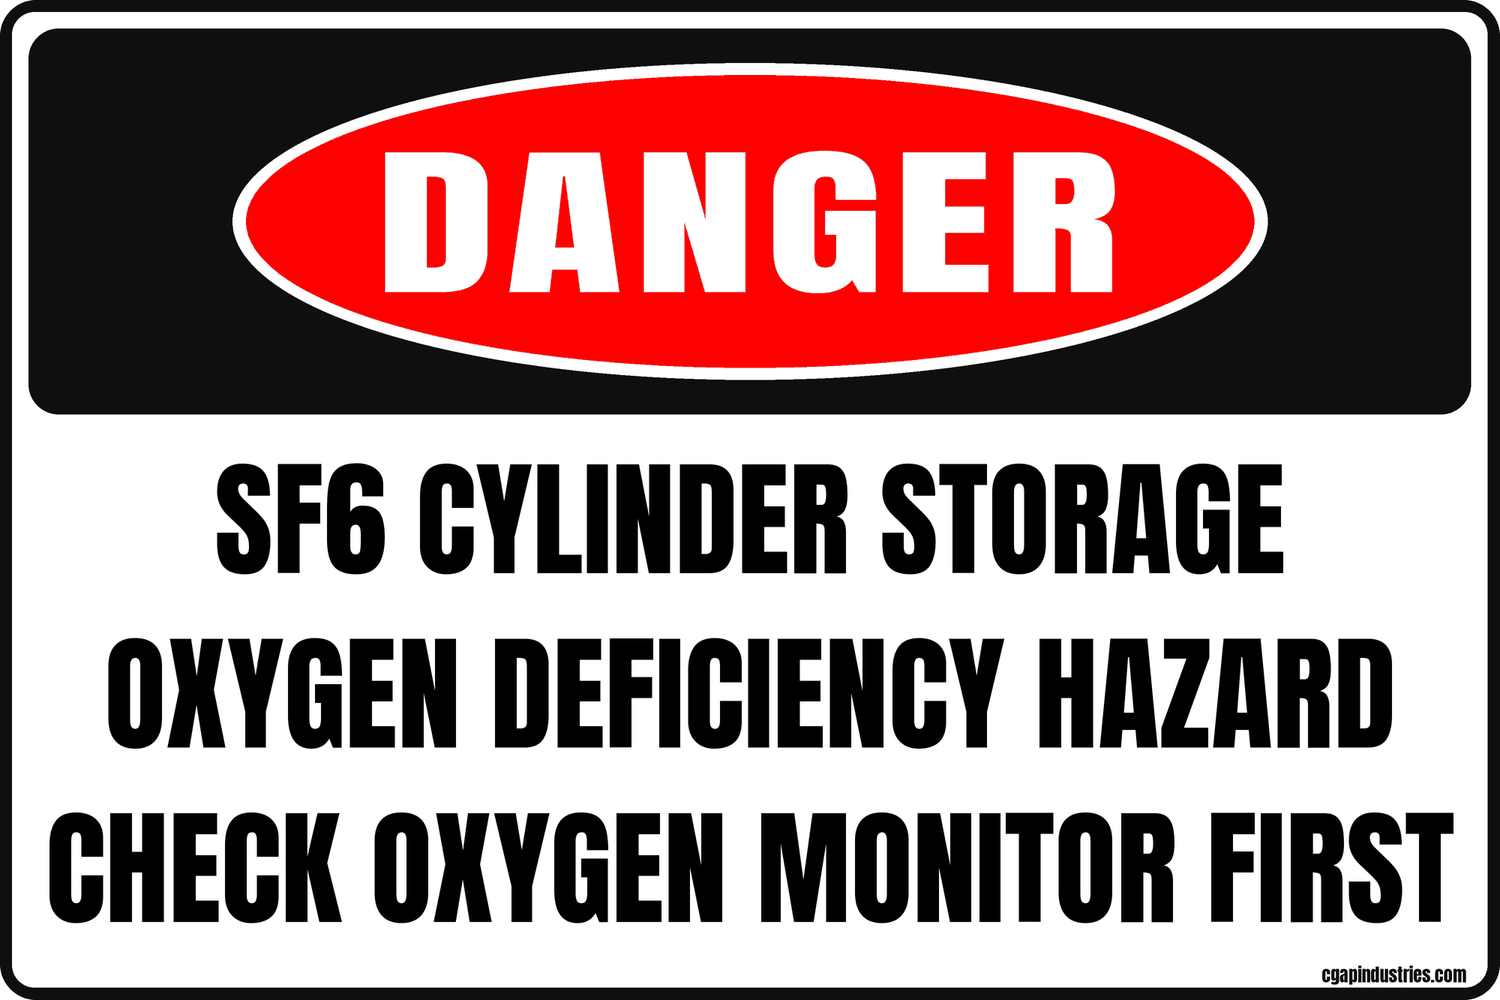 DANGER
SF6 CYLINDER STORAGE
OXYGEN DEFICIENCY HAZARD
CHECK OXYGEN MONITOR FIRST
cgapindustries.com